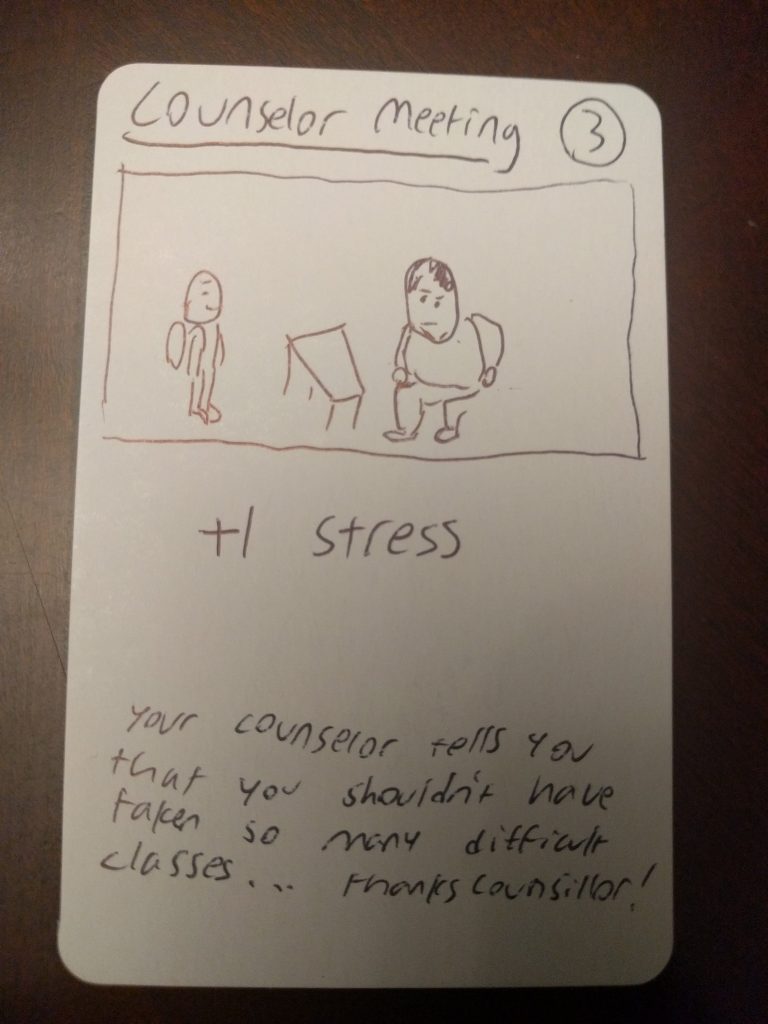 Counselor Meeting 3
+1 stress
Your counselor tells you
that you shouldn't have
taken so many difficult
classes... thanks counsillor!